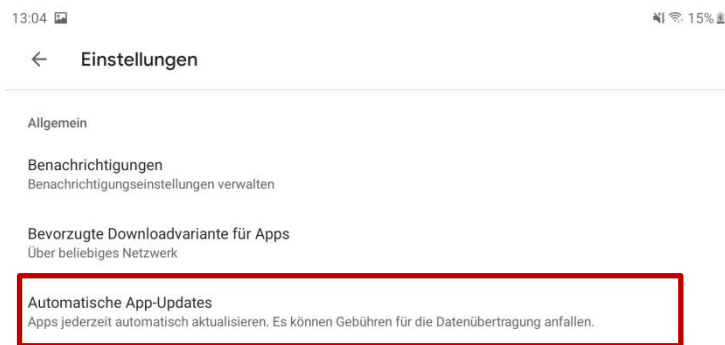 13:04 15%
Einstellungen
Allgemein
Benachrichtigungen
Benachrichtigungseinstellungen verwalten
Bevorzugte Downloadvariante für Apps
Über beliebiges Netzwerk
Automatische App-Updates
Apps jederzeit automatisch aktualisieren. Es können Gebühren für die Datenübertragung anfallen.